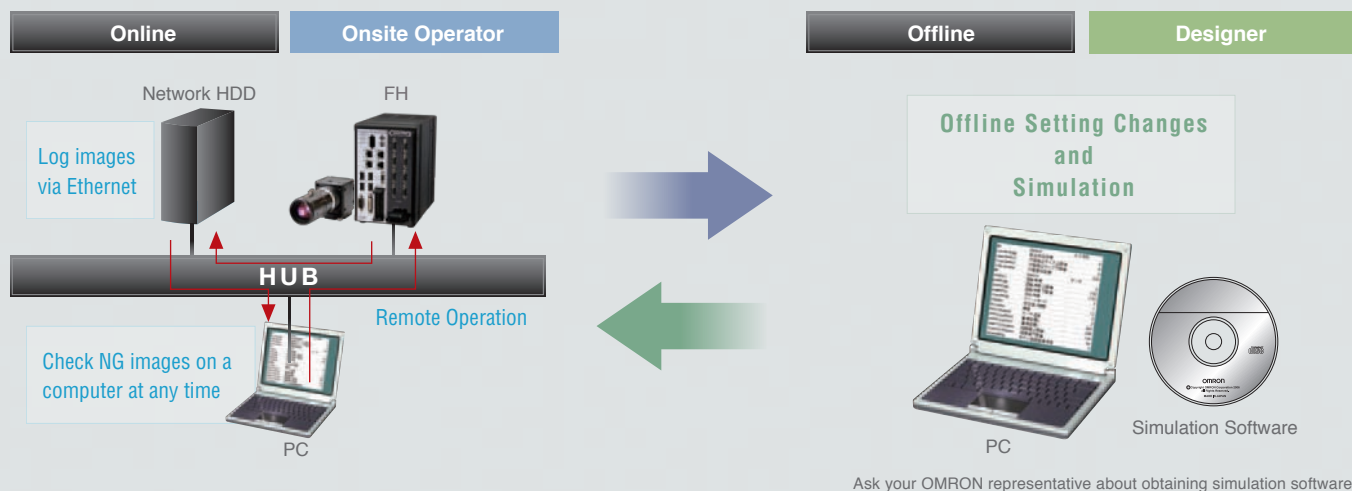 Online
Onsite Operator
Network HDD
FH
Log images
via Ethernet
HUB
Remote Operation
Check NG images on a
computer at any time
PC
Offline
Designer
Offline Setting Changes
and
Simulation
PC
OMRON
Simulation Software
Ask your OMRON representative about obtaining simulation software